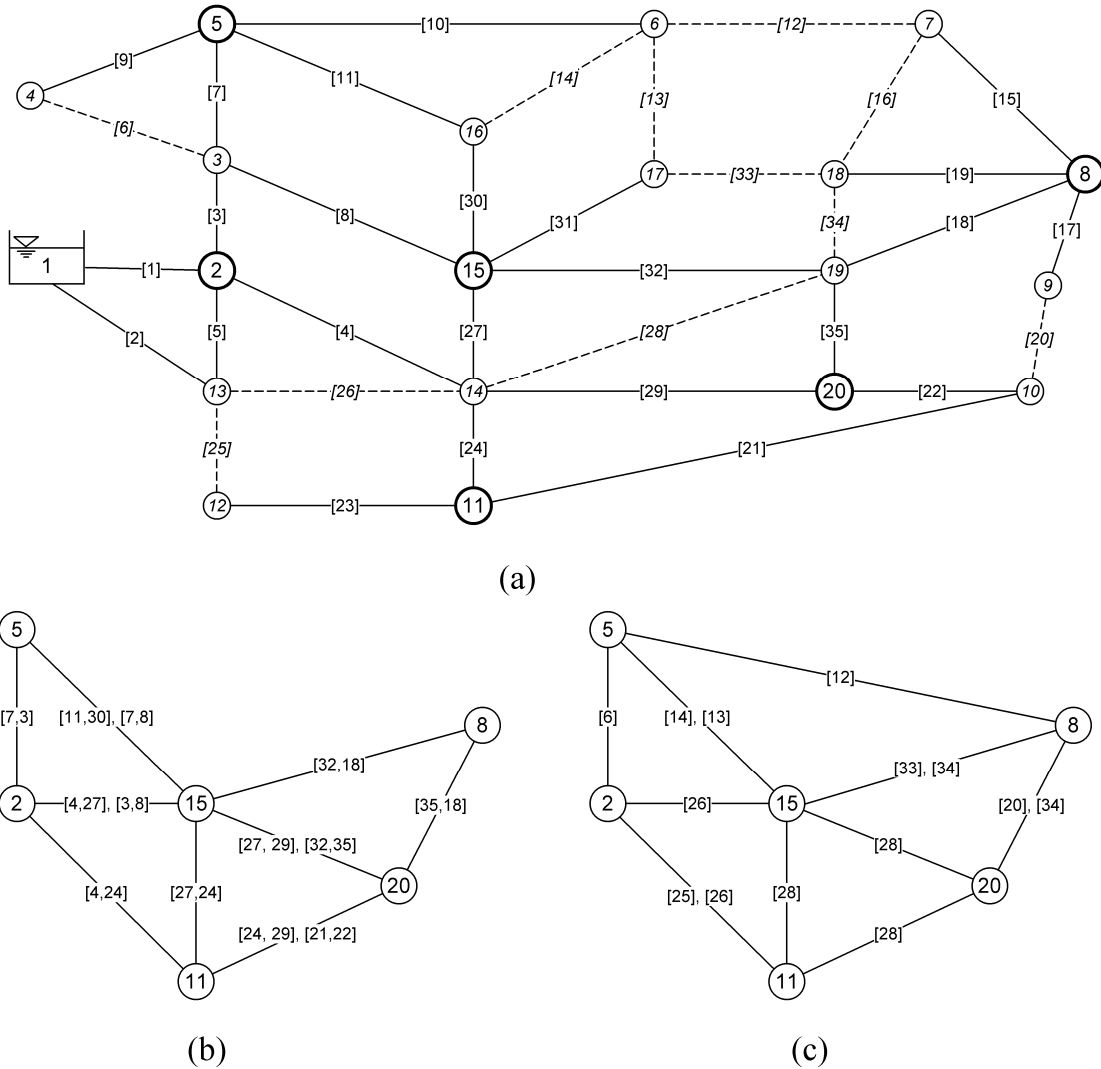 5 [10] 6 [12] 7
[9] [11] [14]
4 [7] [13] [16] [15]
[6] 16
3 17 [33] 18 [19] 8
[3] [8] [30] [31] [34] [18] [17]
1 [1] 2 15 [32] 19 9
[2] [5] [4] [27] [28] [35] [20]
13 [26] 14 [29] 20 [22] 10
[25] [24] [21]
12 [23] 11
(a)
5 5
[12]
[7,3] [11,30], [7,8] 8 [6] [14], [13] 8
[32,18] [33], [34]
2 [4,27], [3,8] 15 [35,18] 2 [26] 15 [20], [34]
[27, 29], [32,35] [28]
[4,24] [27,24] 20 [25], [26] [28] 20
[24, 29], [21,22] [28]
11 11
(b) (c)